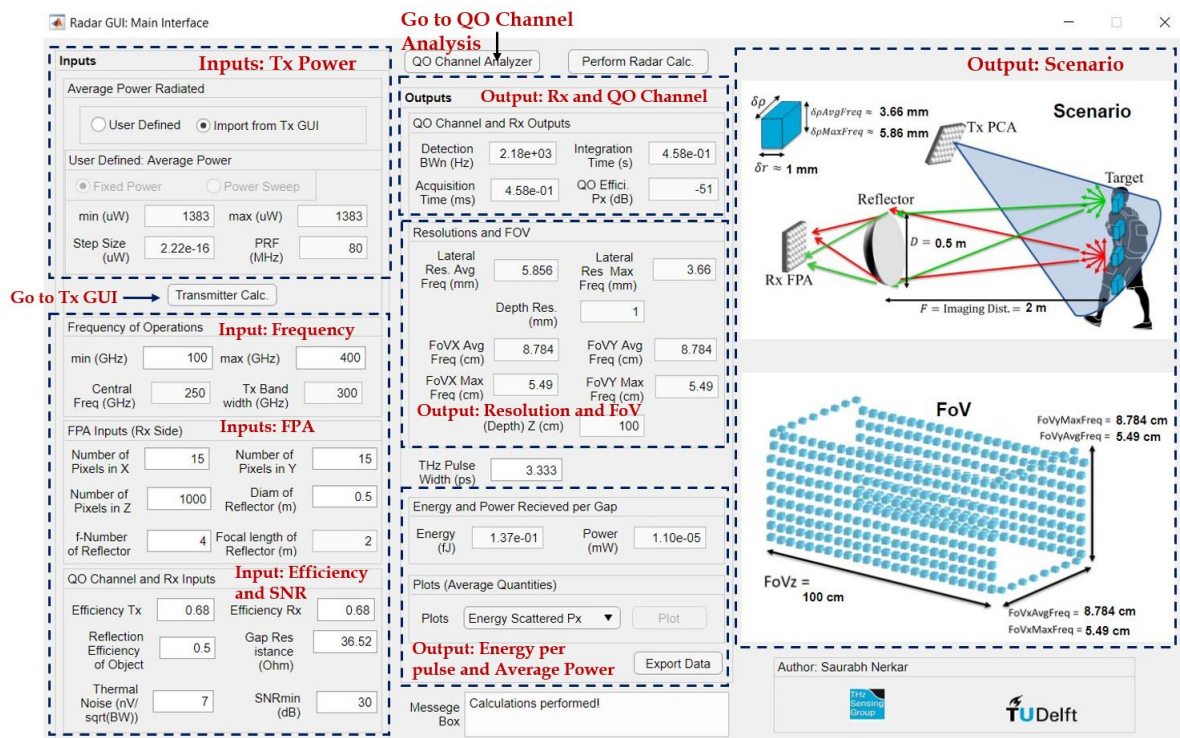 Radar GUI: Main Interface
Go to QO Channel
Analysis
Inputs
Inputs: Tx Power
Average Power Radiated
User Defined
Import from Tx GUI
User Defined: Average Power
Fixed Power
Power Sweep
min (uW)
1383
max (uW)
1383
Step Size
(uW)
2.22e-16
PRF
(MHz)
80
Go to Tx GUI
Transmitter Calc.
Frequency of Operations
Input: Frequency
min (GHz)
100
max (GHz)
400
Central
Freq (GHz)
250
Tx Band
width (GHz)
300
FPA Inputs (Rx Side)
Inputs: FPA
Number of
Pixels in X
15
Number of
Pixels in Y
15
Number of
Pixels in Z
1000
Diam of
Reflector (m)
0.5
f-Number
of Reflector
4
Focal length of
Reflector (m)
2
QO Channel and Rx Inputs
Input: Efficiency
and SNR
Efficiency Tx
0.68
Efficiency Rx
0.68
Reflection
Efficiency
of Object
0.5
Gap Res
istance
(Ohm)
36.52
Thermal
Noise (nV/
sqrt(BW))
7
SNRmin
(dB)
30
QO Channel Analyzer
Perform Radar Calc.
Outputs
Output: Rx and QO Channel
QO Channel and Rx Outputs
Detection
BWn (Hz)
2.18e+03
Integration
Time (s)
4.58e-01
Acquisition
Time (ms)
4.58e-01
QO Effici.
Px (dB)
-51
Resolutions and FOV
Lateral
Res. Avg
Freq (mm)
5.856
Lateral
Res Max
Freq (mm)
3.66
Depth Res.
(mm)
1
FoVX Avg
Freq (cm)
8.784
FoVY Avg
Freq (cm)
8.784
FoVX Max
Freq (cm)
5.49
FoVY Max
Freq (cm)
5.49
Output: Resolution and FoV
(Depth) Z (cm)
100
THz Pulse
Width (ps)
3.333
Energy and Power Recieved per Gap
Energy
(fJ)
1.37e-01
Power
(mW)
1.10e-05
Plots (Average Quantities)
Plots
Energy Scattered Px
Plot
Output: Energy per
pulse and Average Power
Export Data
Messege
Box
Calculations performed!
Output: Scenario
Scenario
δρ
δρAvgFreq ≈ 3.66 mm
δρMaxFreq ≈ 5.86 mm
δr ≈ 1 mm
Tx PCA
Target
Reflector
D = 0.5 m
Rx FPA
F = Imaging Dist. = 2 m
FoV
FoVyMaxFreq = 8.784 cm
FoVyAvgFreq = 5.49 cm
FoVz =
100 cm
FoVxAvgFreq = 8.784 cm
FoVxMaxFreq = 5.49 cm
Author: Saurabh Nerkar
THz
Sensing
Group
TUDelft